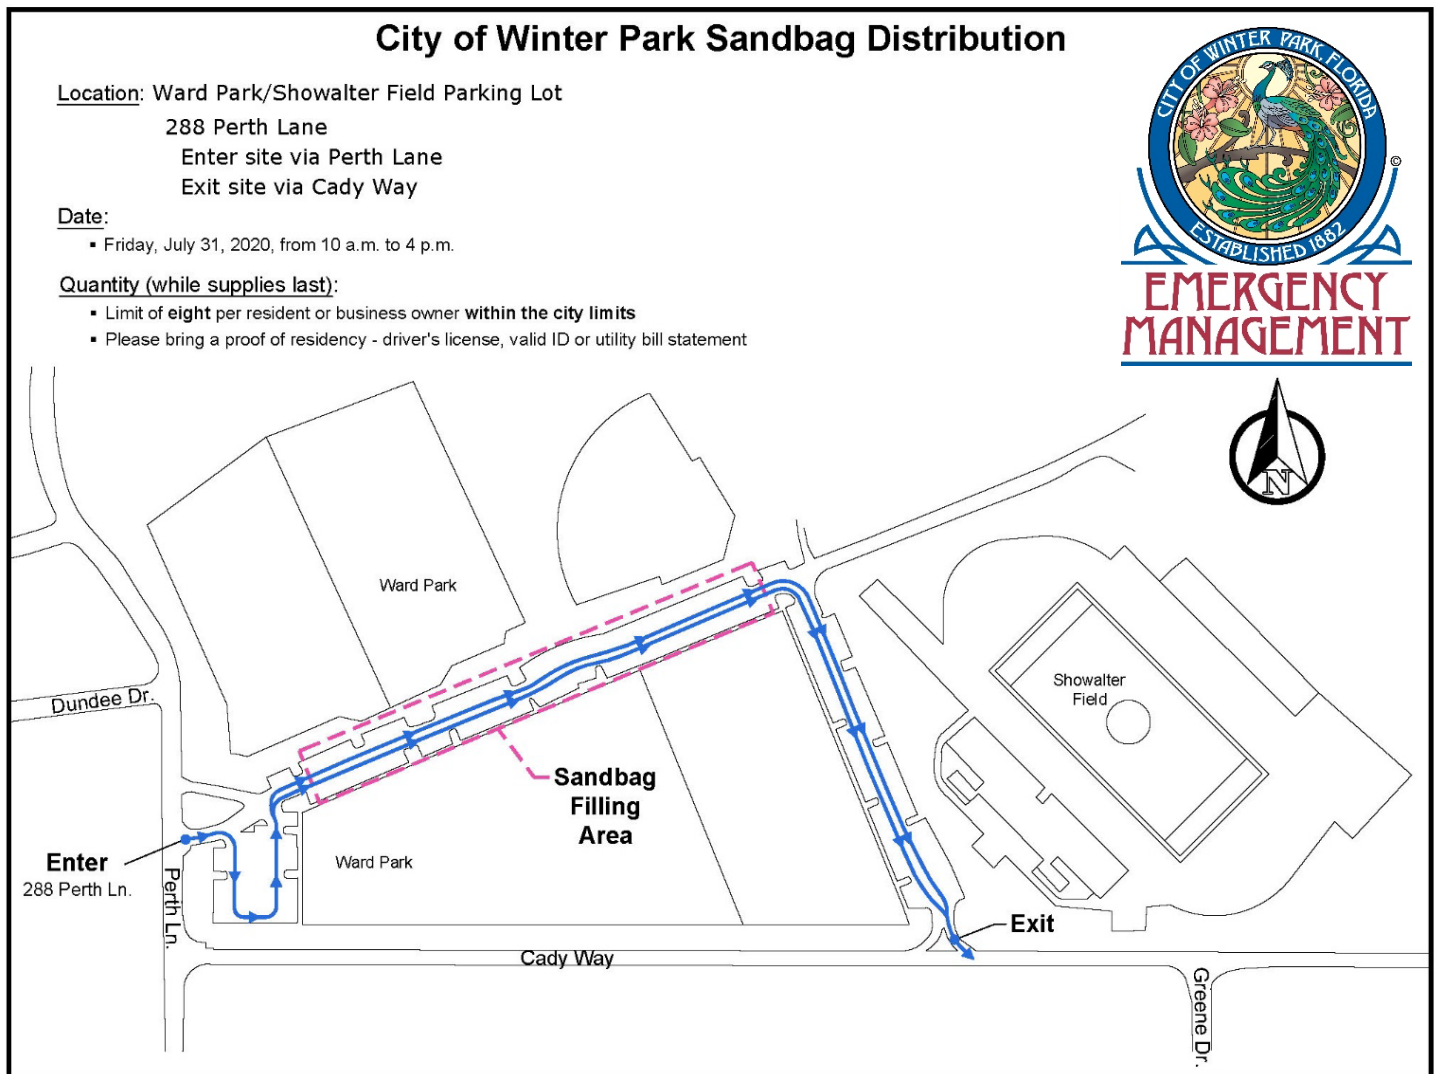 City of Winter Park Sandbag Distribution
Location: Ward Park/Showalter Field Parking Lot
288 Perth Lane
Enter site via Perth Lane
Exit site via Cady Way
Date:
▪ Friday, July 31, 2020, from 10 a.m. to 4 p.m.
Quantity (while supplies last):
▪ Limit of eight per resident or business owner within the city limits
▪ Please bring a proof of residency - driver's license, valid ID or utility bill statement
CITY OF WINTER PARK, FLORIDA
ESTABLISHED 1882
©
EMERGENCY
MANAGEMENT
N
Ward Park
Dundee Dr.
Showalter
Field
Sandbag
Filling
Area
Enter
288 Perth Ln.
Ward Park
Perth Ln.
Exit
Cady Way
Greene Dr.